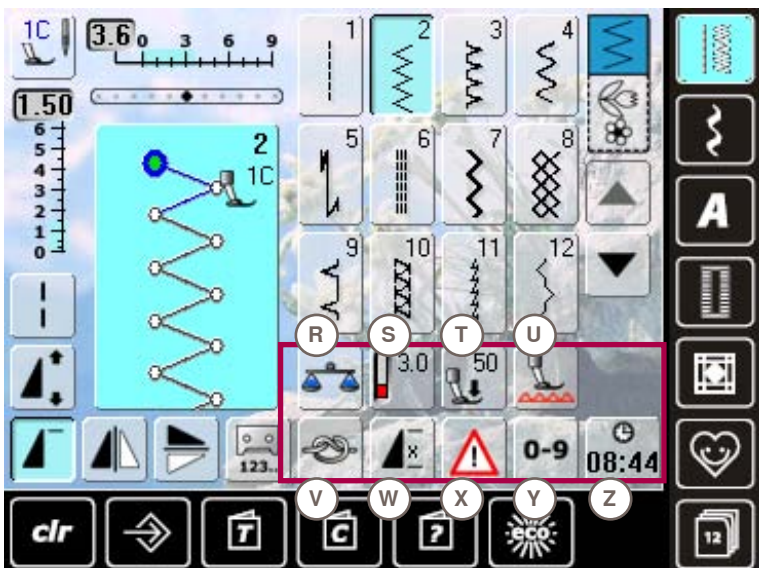 1C 3.6 0 3 6 9 1 2 3 4
1.50
6 5 4 3 2 1 0
2
1C
5 6 7 8
A
9 10 11 12
R S T U
3.0 50
123..
0-9 08:44
V W X Y Z
clr T C ? eco 12